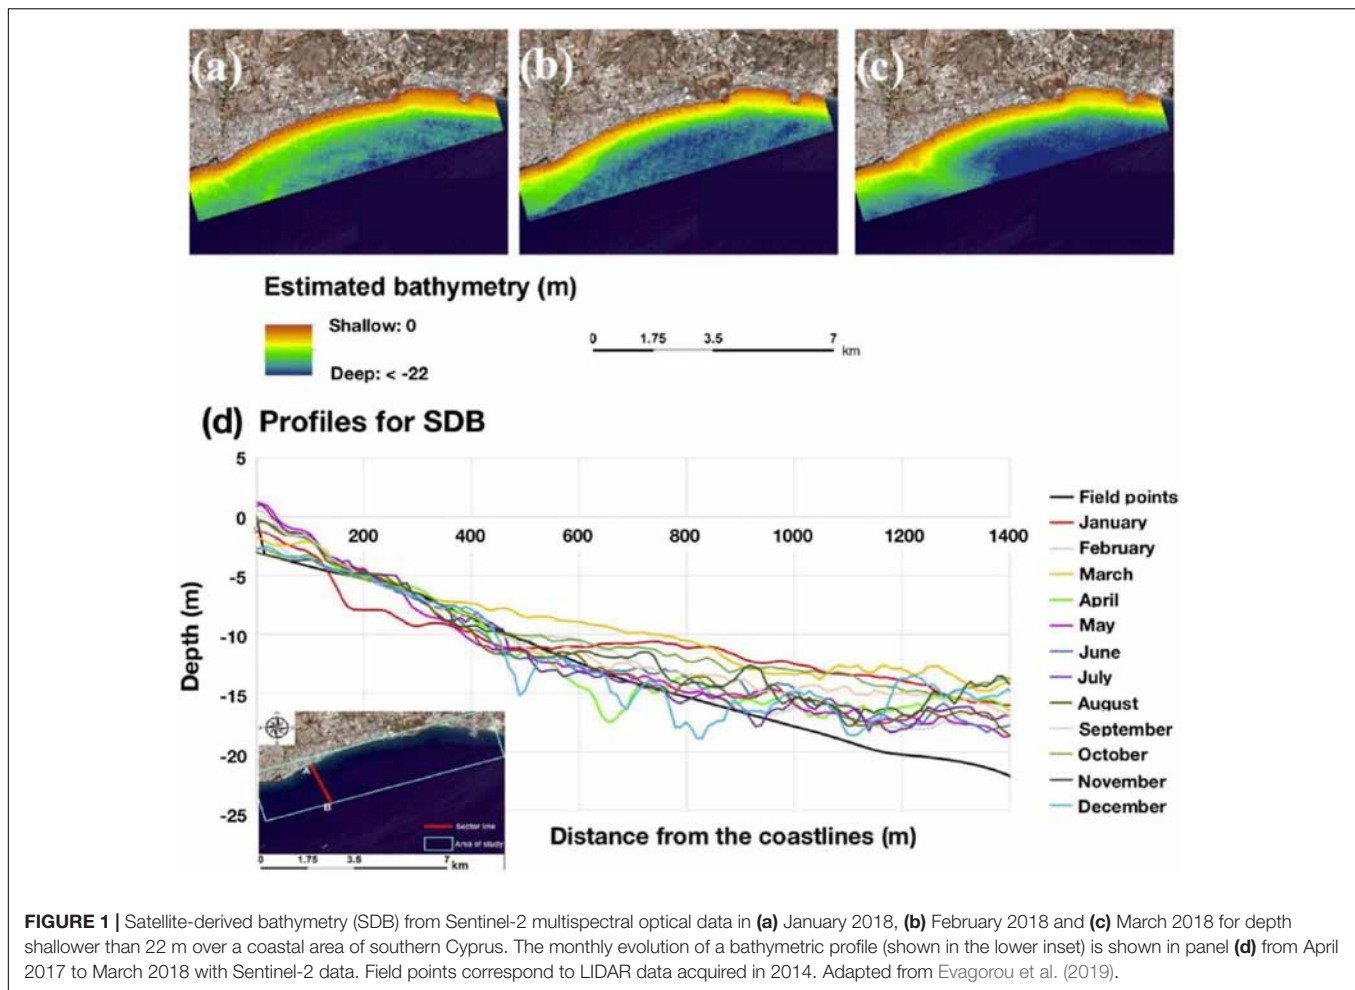 (a)
(b)
(c)
Estimated bathymetry (m)
Shallow: 0
Deep: < -22
0 1.75 3.5 7
km
(d) Profiles for SDB
5
0
-5
-10
-15
-20
-25
Depth (m)
200 400 600 800 1000 1200 1400
Distance from the coastlines (m)
Field points
January
February
March
April
May
June
July
August
September
October
November
December
A
B
Sector line
Area of study
0 1.75 3.5 7
km
FIGURE 1 | Satellite-derived bathymetry (SDB) from Sentinel-2 multispectral optical data in (a) January 2018, (b) February 2018 and (c) March 2018 for depth
shallower than 22 m over a coastal area of southern Cyprus. The monthly evolution of a bathymetric profile (shown in the lower inset) is shown in panel (d) from April
2017 to March 2018 with Sentinel-2 data. Field points correspond to LIDAR data acquired in 2014. Adapted from Evagorou et al. (2019).